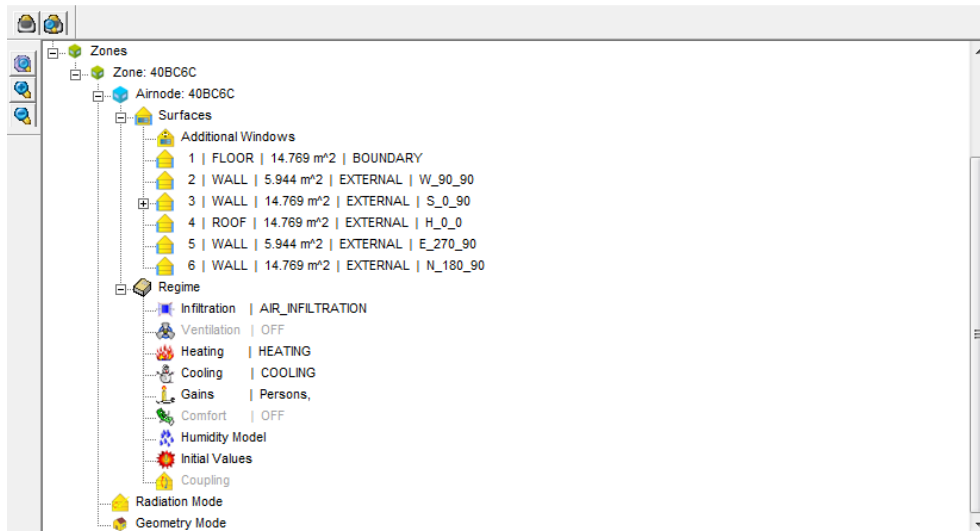 Zones
Zone: 40BC6C
Airnode: 40BC6C
Surfaces
Additional Windows
1 | FLOOR | 14.769 m^2 | BOUNDARY
2 | WALL | 5.944 m^2 | EXTERNAL | W_90_90
3 | WALL | 14.769 m^2 | EXTERNAL | S_0_90
4 | ROOF | 14.769 m^2 | EXTERNAL | H_0_0
5 | WALL | 5.944 m^2 | EXTERNAL | E_270_90
6 | WALL | 14.769 m^2 | EXTERNAL | N_180_90
Regime
Infiltration | AIR_INFILTRATION
Ventilation | OFF
Heating | HEATING
Cooling | COOLING
Gains | Persons,
Comfort | OFF
Humidity Model
Initial Values
Coupling
Radiation Mode
Geometry Mode